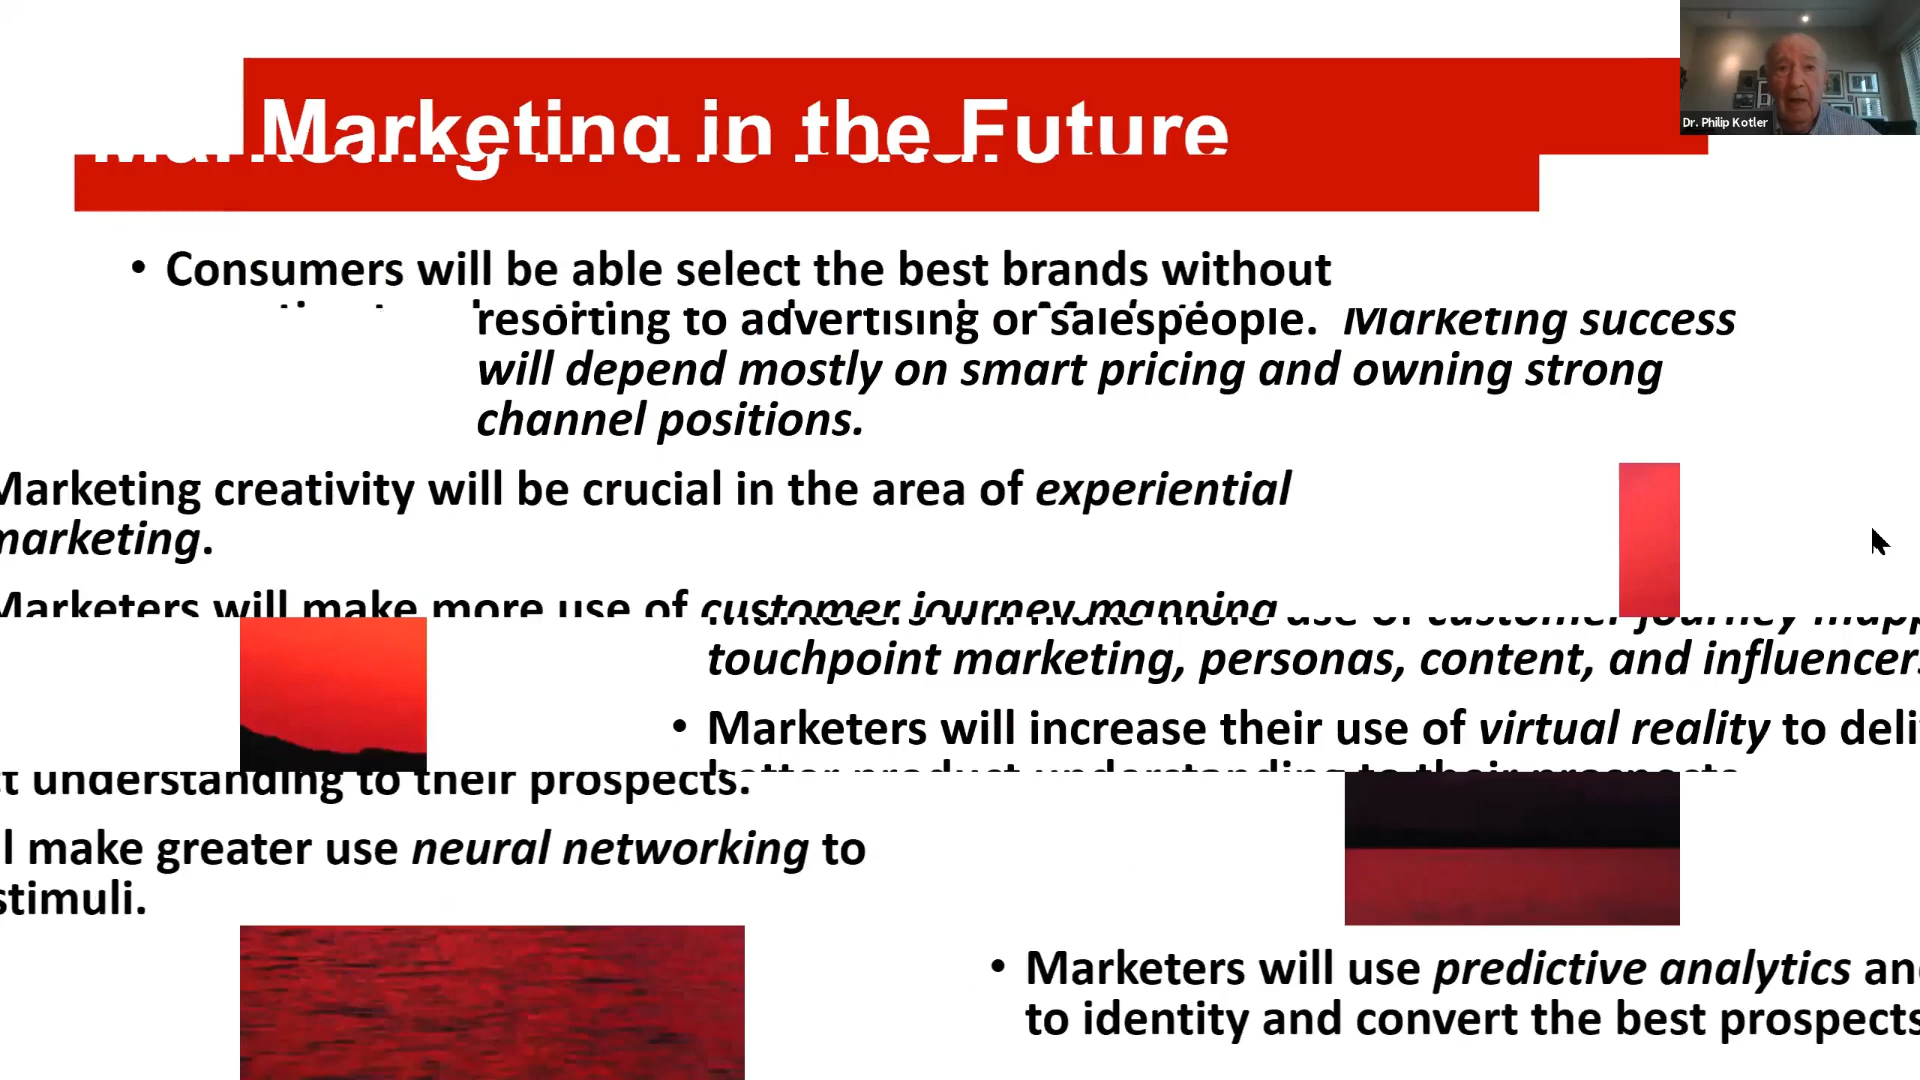 Marketing in the Future
Dr. Philip Kotler
• Consumers will be able select the best brands without
resorting to advertising or salespeople. Marketing success
will depend mostly on smart pricing and owning strong
channel positions.
Marketing creativity will be crucial in the area of experiential
marketing.
Marketers will make more use of customer journey mapping
touchpoint marketing, personas, content, and influencers
• Marketers will increase their use of virtual reality to deli
better product understanding to their prospects.
l make greater use neural networking to
stimuli.
• Marketers will use predictive analytics an
to identity and convert the best prospects